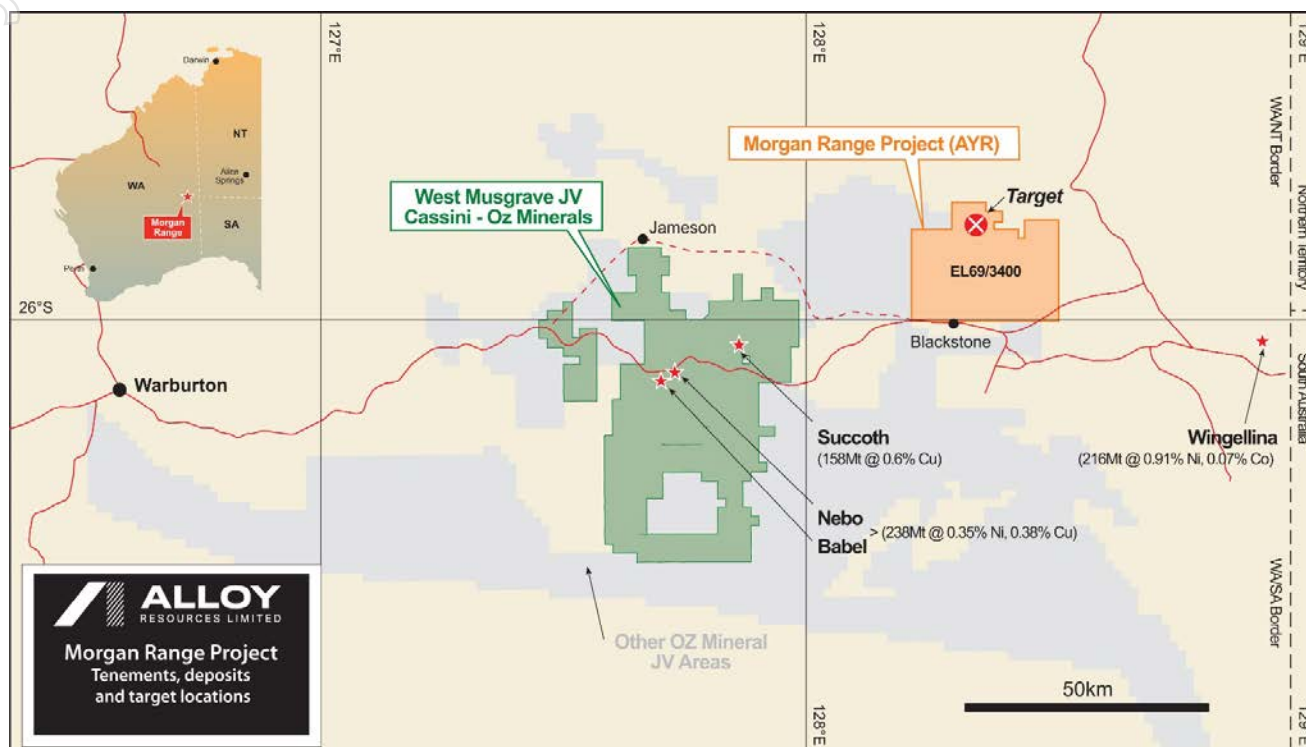 127°E
128°E
129°E
Darwin
NT
WA
Alice
Springs
Morgan
Range
SA
Perth
Morgan Range Project (AYR)
WA/NT Border
West Musgrave JV
Cassini - Oz Minerals
Target
Jameson
Northern Territory
EL69/3400
26°S
Blackstone
South Australia
Warburton
Succoth
(158Mt @ 0.6% Cu)
Wingellina
(216Mt @ 0.91% Ni, 0.07% Co)
Nebo
Babel
> (238Mt @ 0.35% Ni, 0.38% Cu)
WA/SA Border
ALLOY
RESOURCES LIMITED
Morgan Range Project
Tenements, deposits
and target locations
Other OZ Mineral
JV Areas
50km
128°E
129°E